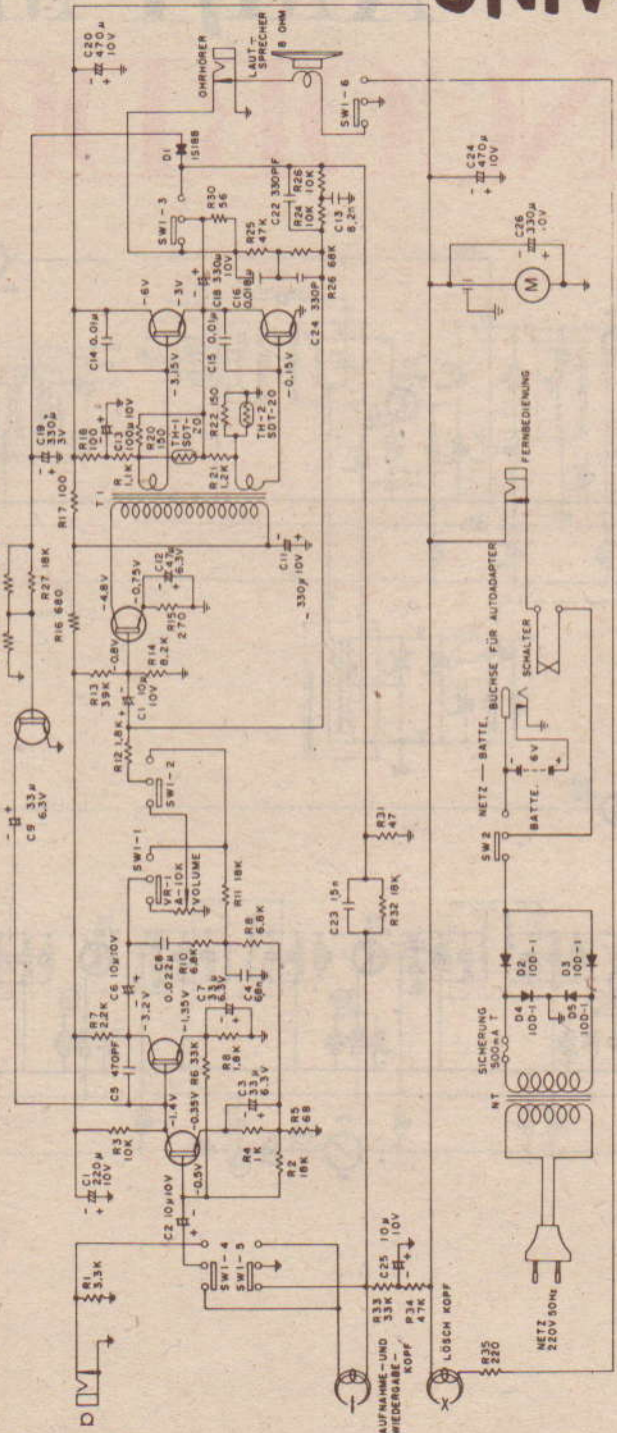 UNN
D
R1
3,3K
C1
220µ
10V
R3
10K
C2 10µ10V
-1,4V
-0,35V
-0,5V
R4
1K
C3
33µ
6,3V
R2
18K
R5
68
SW1-4
SW1-5
C5 470PF
R7
2,2K
C6 10µ10V
-3,2V
-1,35V
R6 33K
R8
1,8K
C7
33µ
6,3V
C8
0,022µ
R10
6,8K
C4
68n
R8
6,8K
R11 18K
SW1-1
VR-1
A-10K
VOLUME
SW1-2
R12 1,8K
C1 10µ
10V
R13
39K
R14
8,2K
-0,8V
-4,8V
-0,75V
R15
270
C12
47µ
6,3V
C9 33µ
6,3V
R16 680
R27 18K
R17 100
C19
330µ
3V
C11
330µ 10V
T1
R18
100
C13
100µ 10V
R
1,1K
R20
150
TH-1
SDT-20
R21
1,2K
R22 150
TH-2
SDT-20
C14 0,01µ
-6V
-3V
-3,15V
C15
0,01µ
-0,15V
C18 330µ
10V
C16
0,018µ
C24 330P
R26 68K
SW1-3
D1
1S188
R30
56
R25
47K
C22 330PF
R24
10K
R26
10K
C13
8,2n
C20
470µ
10V
OHRHÖRER
LAUT-
SPRECHER
8 OHM
SW1-6
C23 15n
R32 18K
R31
47
AUFNAHME-UND
WIEDERGABE-
KOPF
R33
33K
C25 10µ
10V
R34
47K
LÖSCH KOPF
R35
220
C24
470µ
10V
C26
330µ
10V
M
NETZ
220V 50Hz
NT
SICHERUNG
500mA T
D2
10D-1
D4
10D-1
D3
10D-1
D5
10D-1
SW2
NETZ — BATTE.
BATTE.
6V
BUCHSE FÜR AUTOADAPTER
SCHALTER
FERNBEDIENUNG